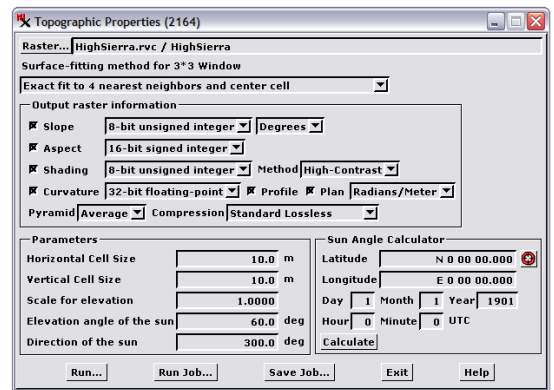 Topographic Properties (2164)
Raster... HighSierra.rvc / HighSierra
Surface-fitting method for 3*3 Window
Exact fit to 4 nearest neighbors and center cell
Output raster information
Slope 8-bit unsigned integer Degrees
Aspect 16-bit signed integer
Shading 8-bit unsigned integer Method High-Contrast
Curvature 32-bit floating-point Profile Plan Radians/Meter
Pyramid Average Compression Standard Lossless
Parameters
Horizontal Cell Size 10.0 m
Vertical Cell Size 10.0 m
Scale for elevation 1.0000
Elevation angle of the sun 60.0 deg
Direction of the sun 300.0 deg
Sun Angle Calculator
Latitude N 0 00 00.000
Longitude E 0 00 00.000
Day 1 Month 1 Year 1901
Hour 0 Minute 0 UTC
Calculate
Run... Run Job... Save Job... Exit Help